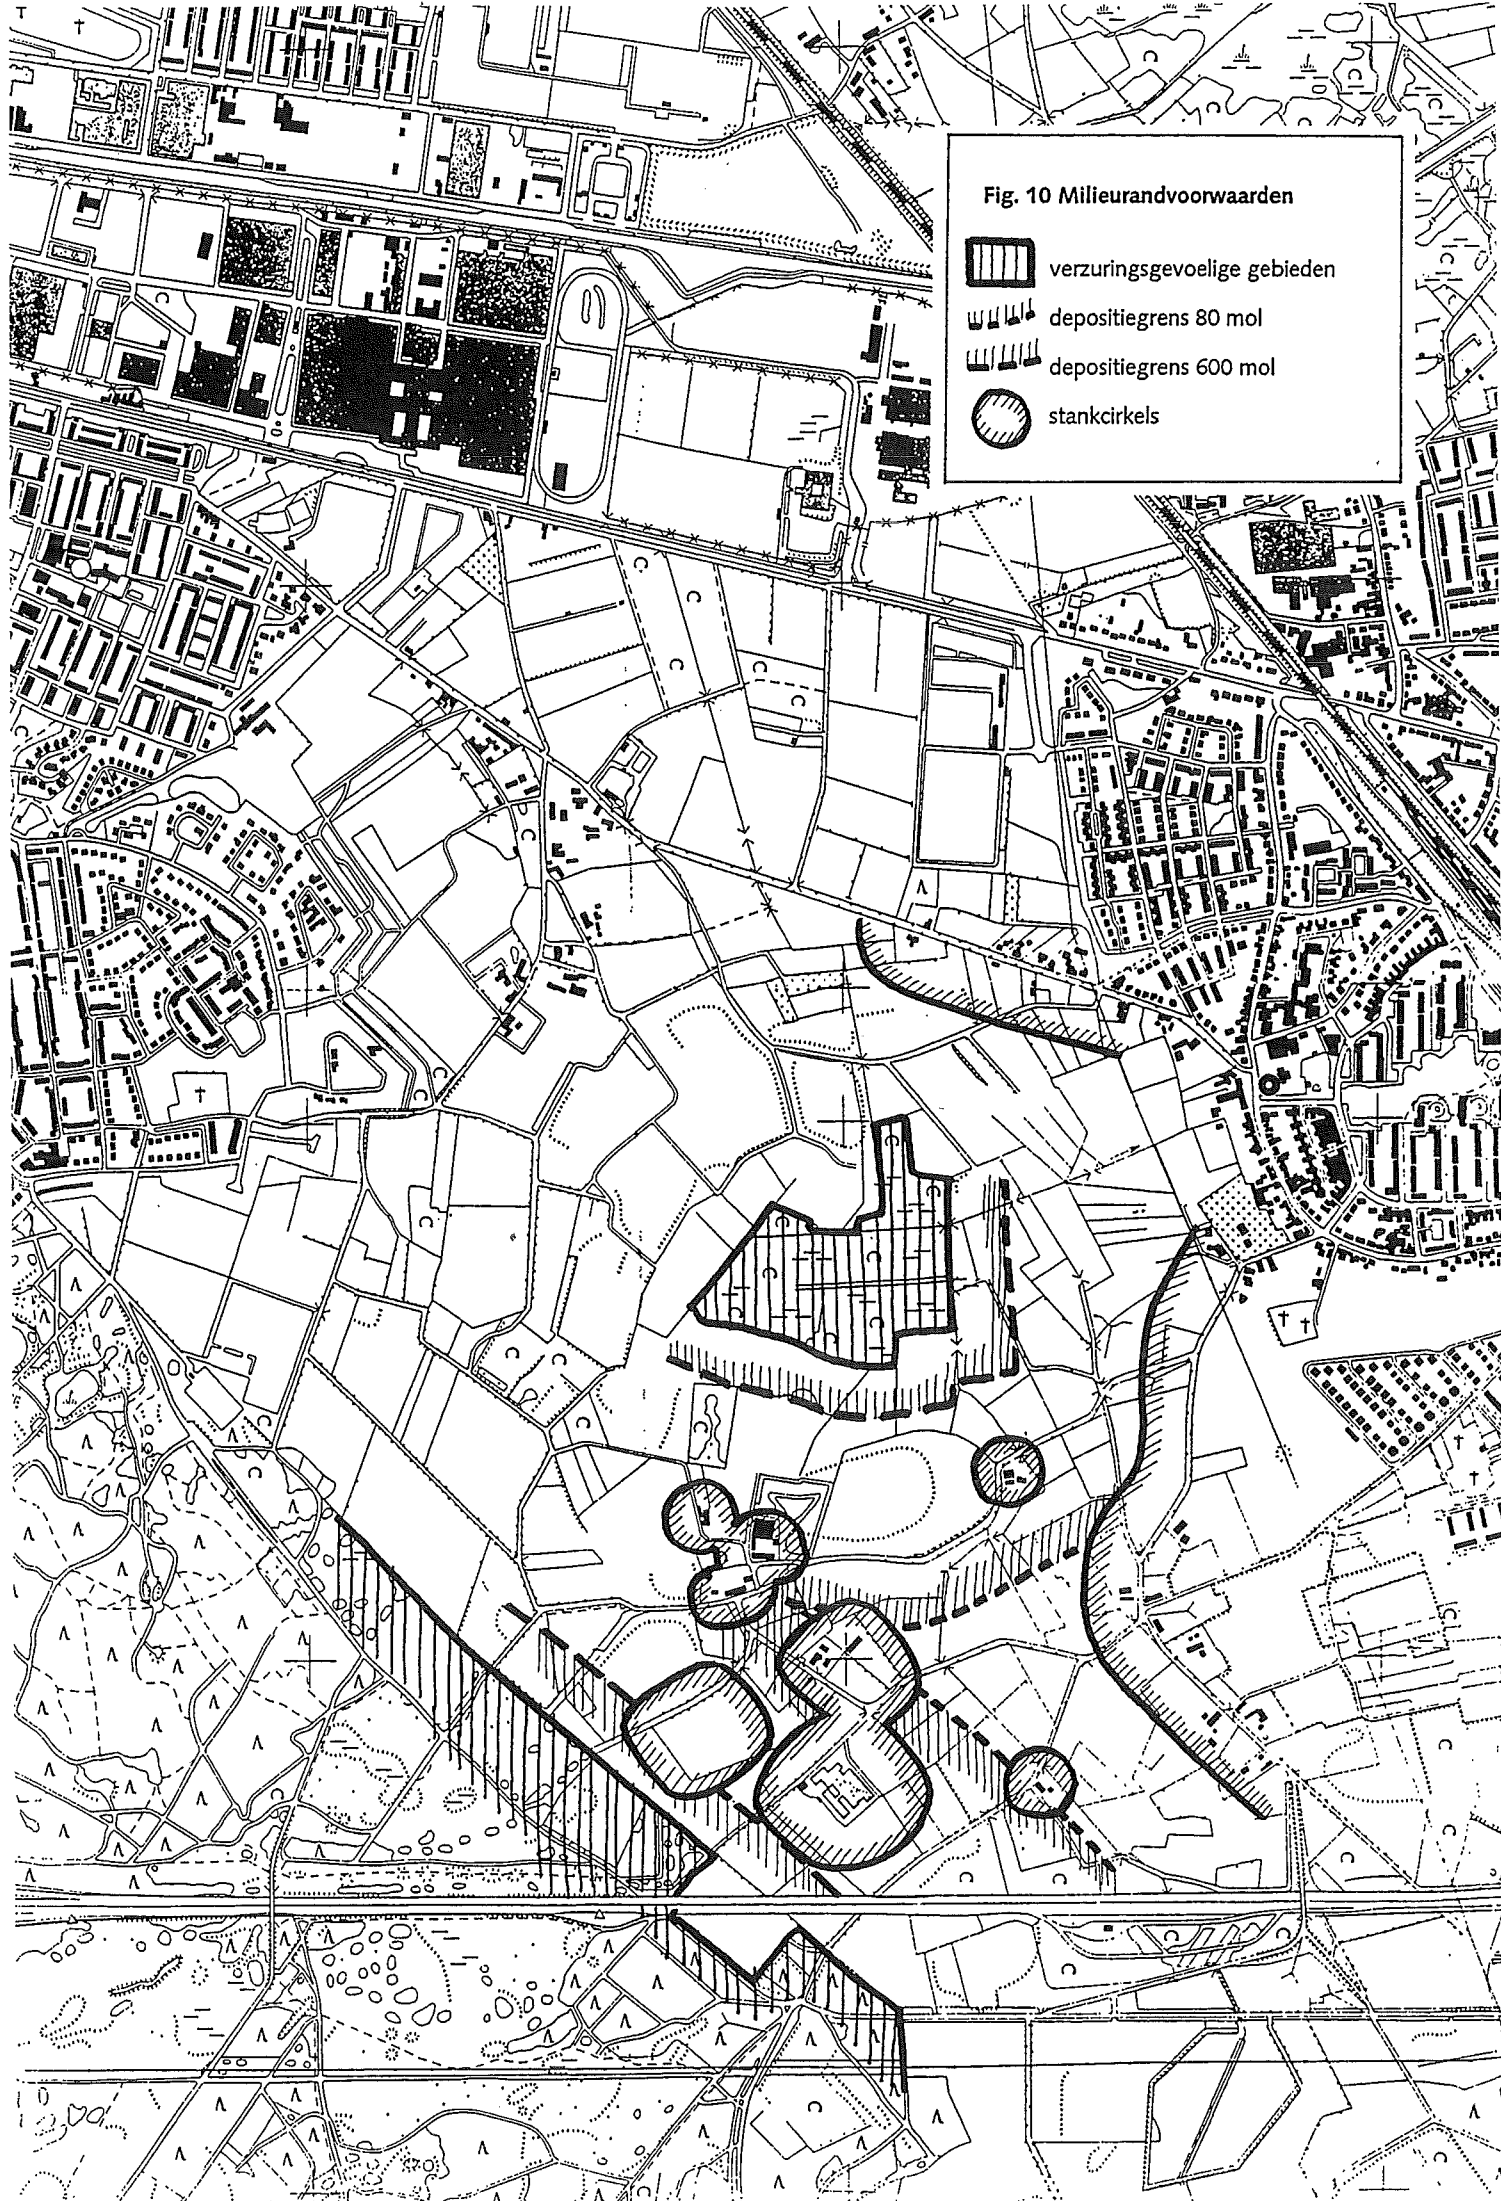 Fig. 10 Milieurandvoorwaarden
verzuringsgevoelige gebieden
depositiegrens 80 mol
depositiegrens 600 mol
stankcirkels